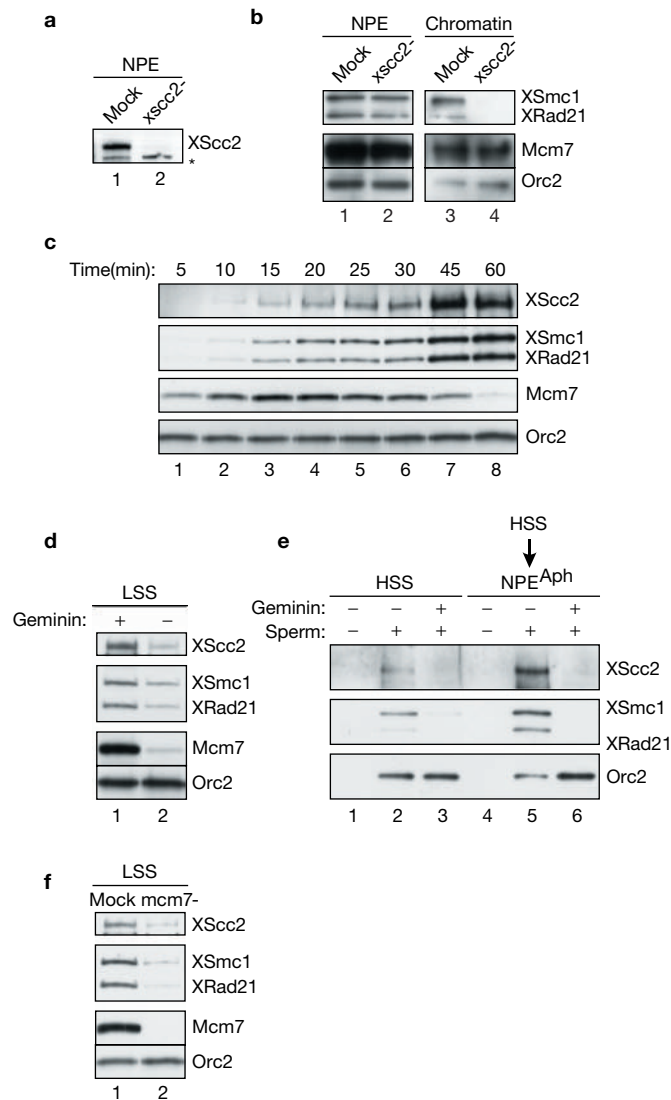 a
NPE
Mock xscc2-
XScc2
*
1 2
b
NPE Chromatin
Mock xscc2- Mock xscc2-
XSmc1
XRad21
Mcm7
Orc2
1 2 3 4
c
Time(min): 5 10 15 20 25 30 45 60
XScc2
XSmc1
XRad21
Mcm7
Orc2
1 2 3 4 5 6 7 8
d
LSS
Geminin: + −
XScc2
XSmc1
XRad21
Mcm7
Orc2
1 2
e
HSS
HSS NPEAph
Geminin: − − + − − +
Sperm: − + + − + +
XScc2
XSmc1
XRad21
Orc2
1 2 3 4 5 6
f
LSS
Mock mcm7-
XScc2
XSmc1
XRad21
Mcm7
Orc2
1 2